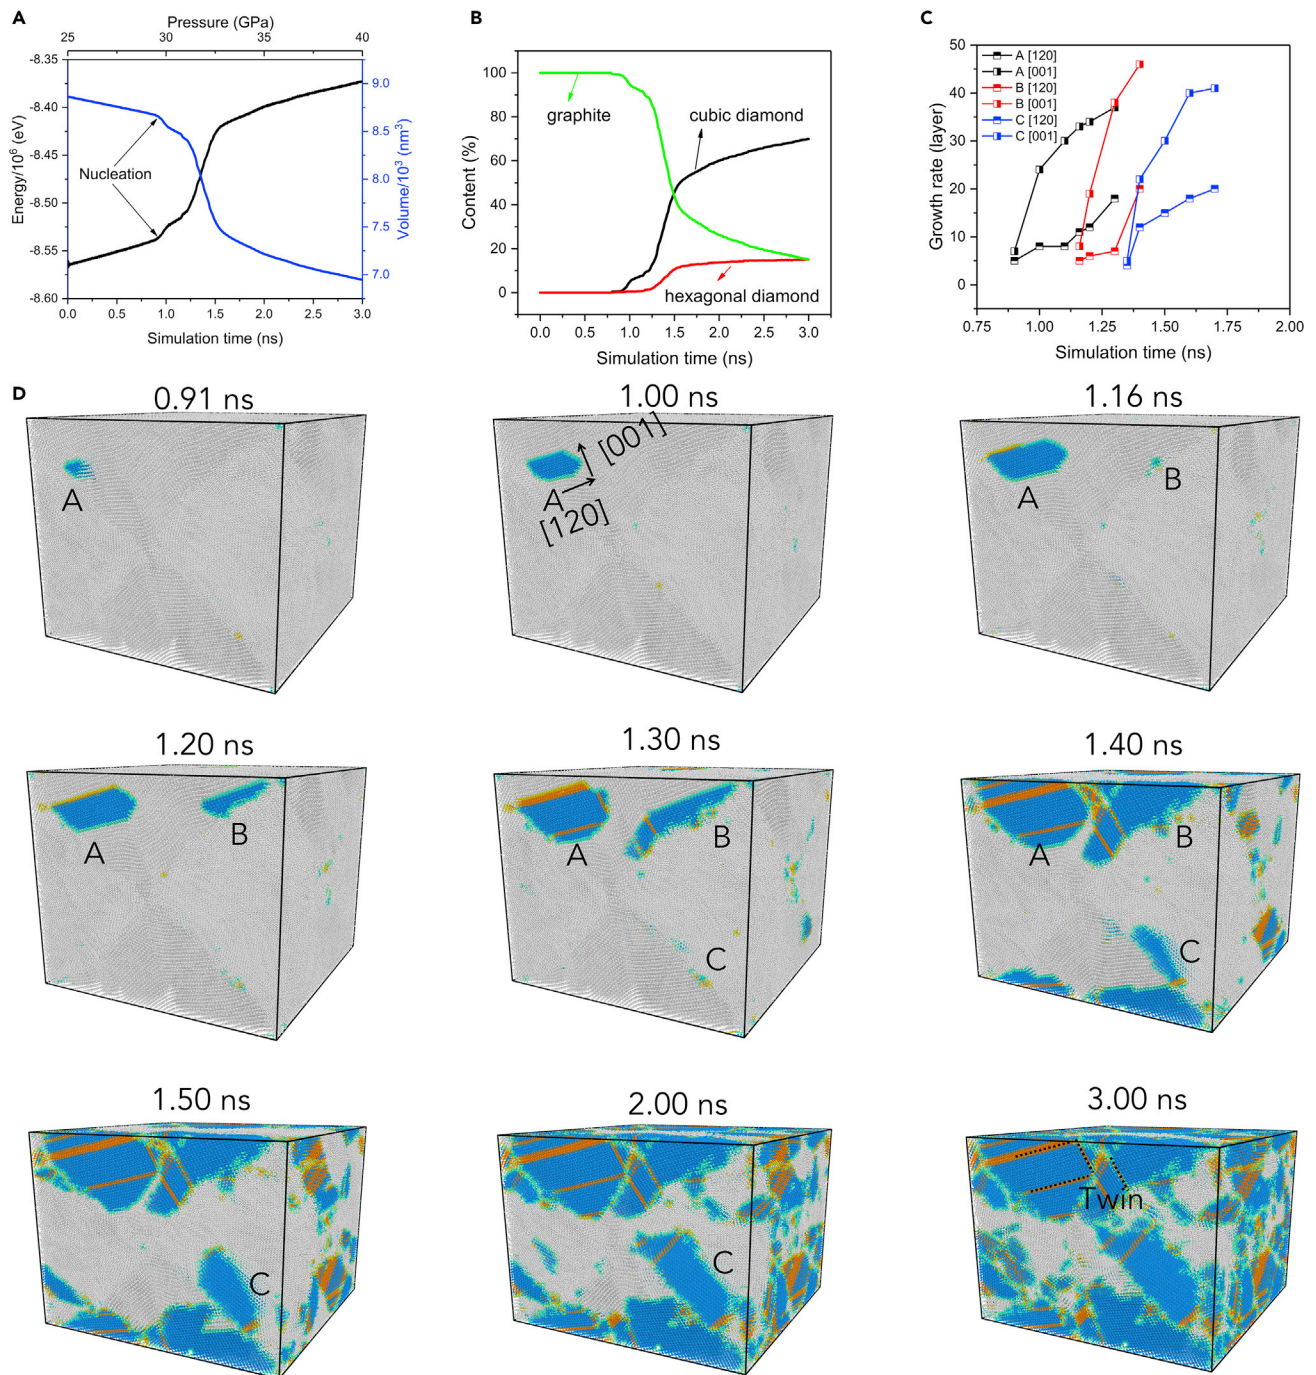 A
Pressure (GPa)
25 30 35 40
-8.35
-8.40
-8.45
-8.50
-8.55
-8.60
Energy/10⁶ (eV)
Nucleation
9.0
8.5
8.0
7.5
7.0
Volume/10³ (nm³)
0.0 0.5 1.0 1.5 2.0 2.5 3.0
Simulation time (ns)
B
100
80
60
40
20
0
Content (%)
graphite
cubic diamond
hexagonal diamond
0.0 0.5 1.0 1.5 2.0 2.5 3.0
Simulation time (ns)
C
50
40
30
20
10
0
Growth rate (layer)
A [120]
A [001]
B [120]
B [001]
C [120]
C [001]
0.75 1.00 1.25 1.50 1.75 2.00
Simulation time (ns)
D
0.91 ns
A
1.00 ns
[001]
A
[120]
1.16 ns
A
B
1.20 ns
A
B
1.30 ns
A
B
C
1.40 ns
A
B
C
1.50 ns
C
2.00 ns
C
3.00 ns
Twin